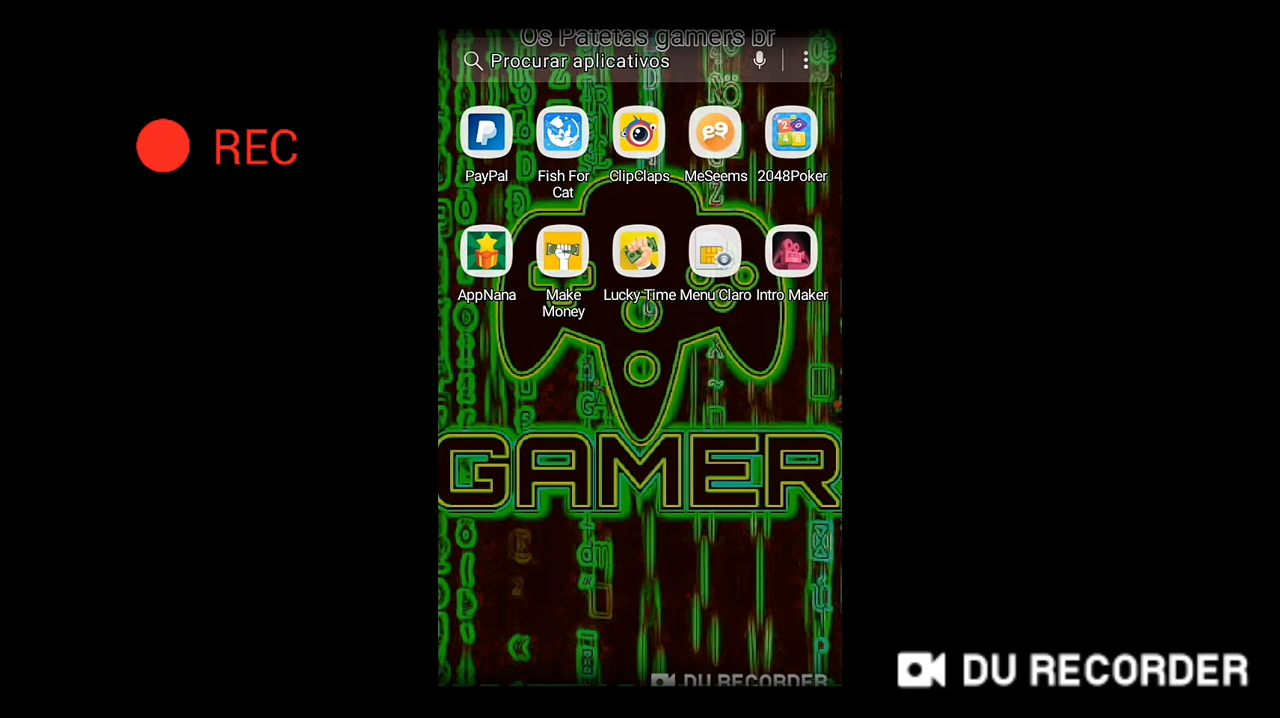 Os Patetas gamers br
Procurar aplicativos
REC
PayPal
Fish For
Cat
ClipClaps
MeSeems
2048Poker
AppNana
Make
Money
Lucky Time
Menu Claro
Intro Maker
GAMER
DU RECORDER
DU RECORDER